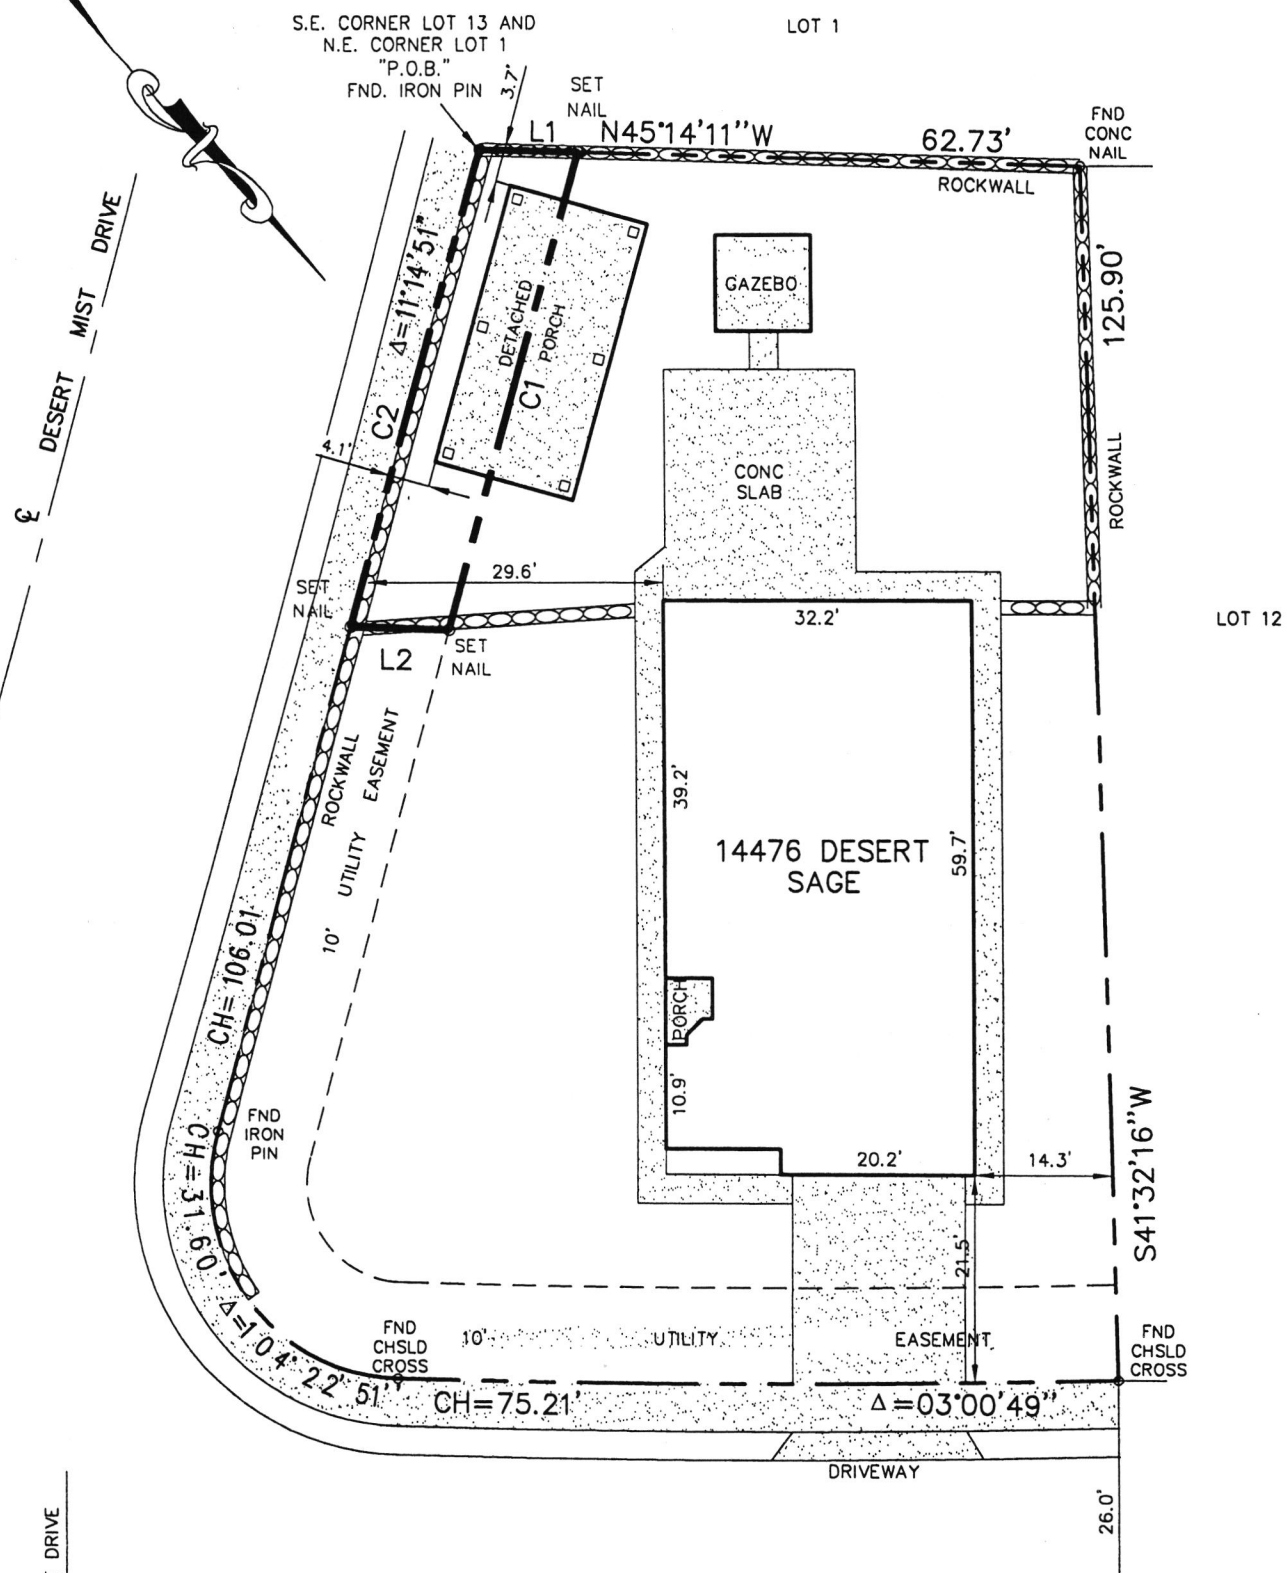 S.E. CORNER LOT 13 AND
N.E. CORNER LOT 1
"P.O.B."
FND. IRON PIN
LOT 1
3.7'
SET
NAIL
L1
N45°14'11"W
62.73'
FND
CONC
NAIL
ROCKWALL
DESERT MIST DRIVE
℄
Δ=11°14'51"
DETACHED
PORCH
C1
C2
4.1'
GAZEBO
125.90'
CONC
SLAB
ROCKWALL
SET
NAIL
29.6'
32.2'
LOT 12
L2
SET
NAIL
ROCKWALL
10' UTILITY EASEMENT
39.2'
14476 DESERT
SAGE
59.7'
CH=106.01
PORCH
10.9'
FND
IRON
PIN
CH=31.60'
20.2'
14.3'
S41°32'16"W
21.5'
Δ=104°22'51"
FND
CHSLD
CROSS
10' UTILITY EASEMENT
FND
CHSLD
CROSS
CH=75.21'
Δ=03°00'49"
DRIVEWAY
26.0'
DRIVE